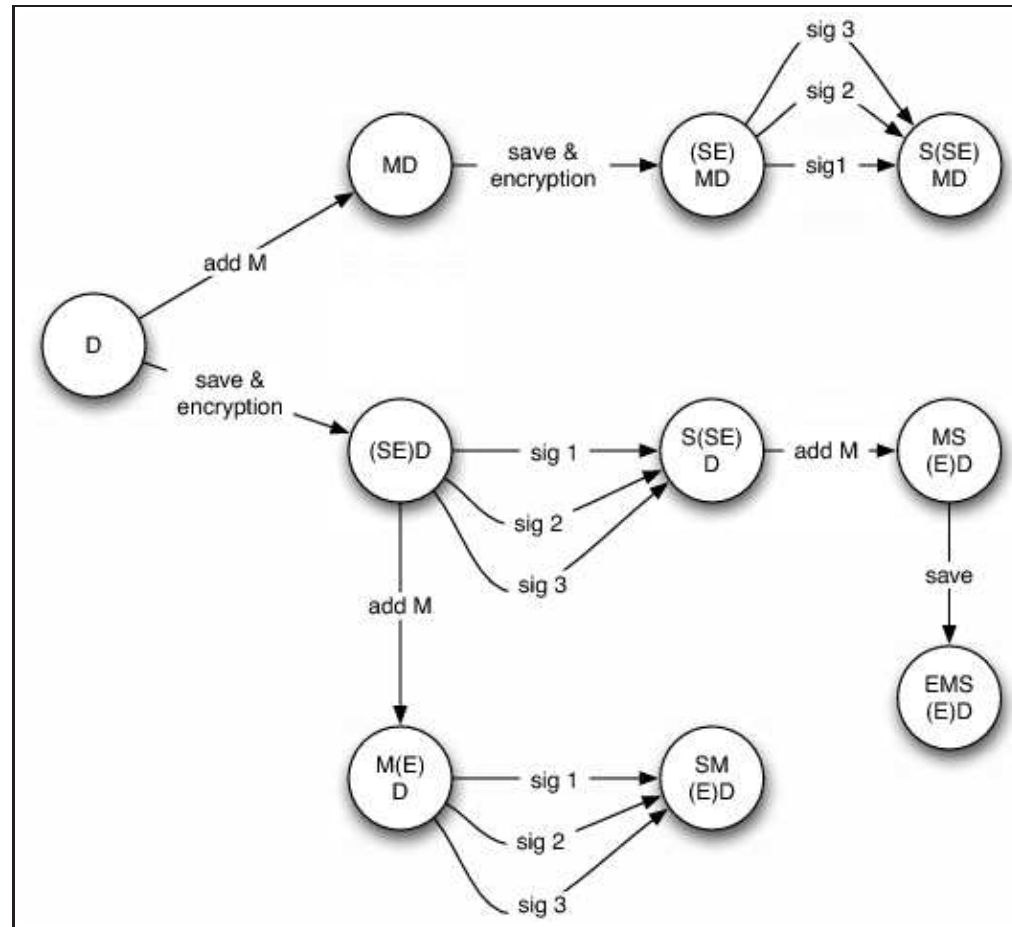 sig 3
sig 2
MD
save &
encryption
(SE)
MD
sig1
S(SE)
MD
add M
D
save &
encryption
(SE)D
sig 1
S(SE)
D
add M
MS
(E)D
sig 2
sig 3
save
add M
EMS
(E)D
M(E)
D
sig 1
SM
(E)D
sig 2
sig 3